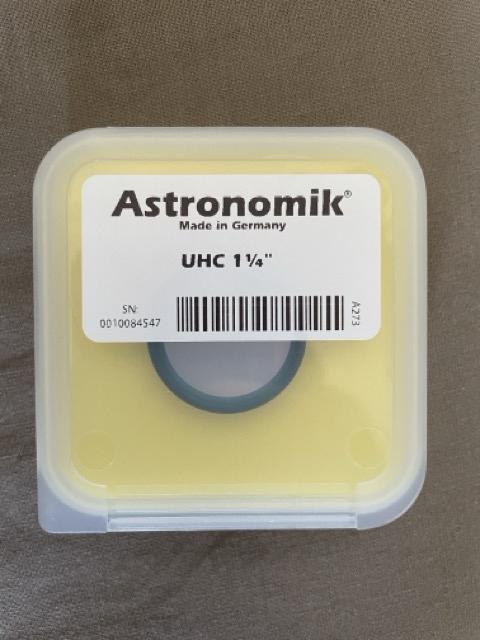 Astronomik®
Made in Germany
UHC 1¼"
SN:
0010084547
A273